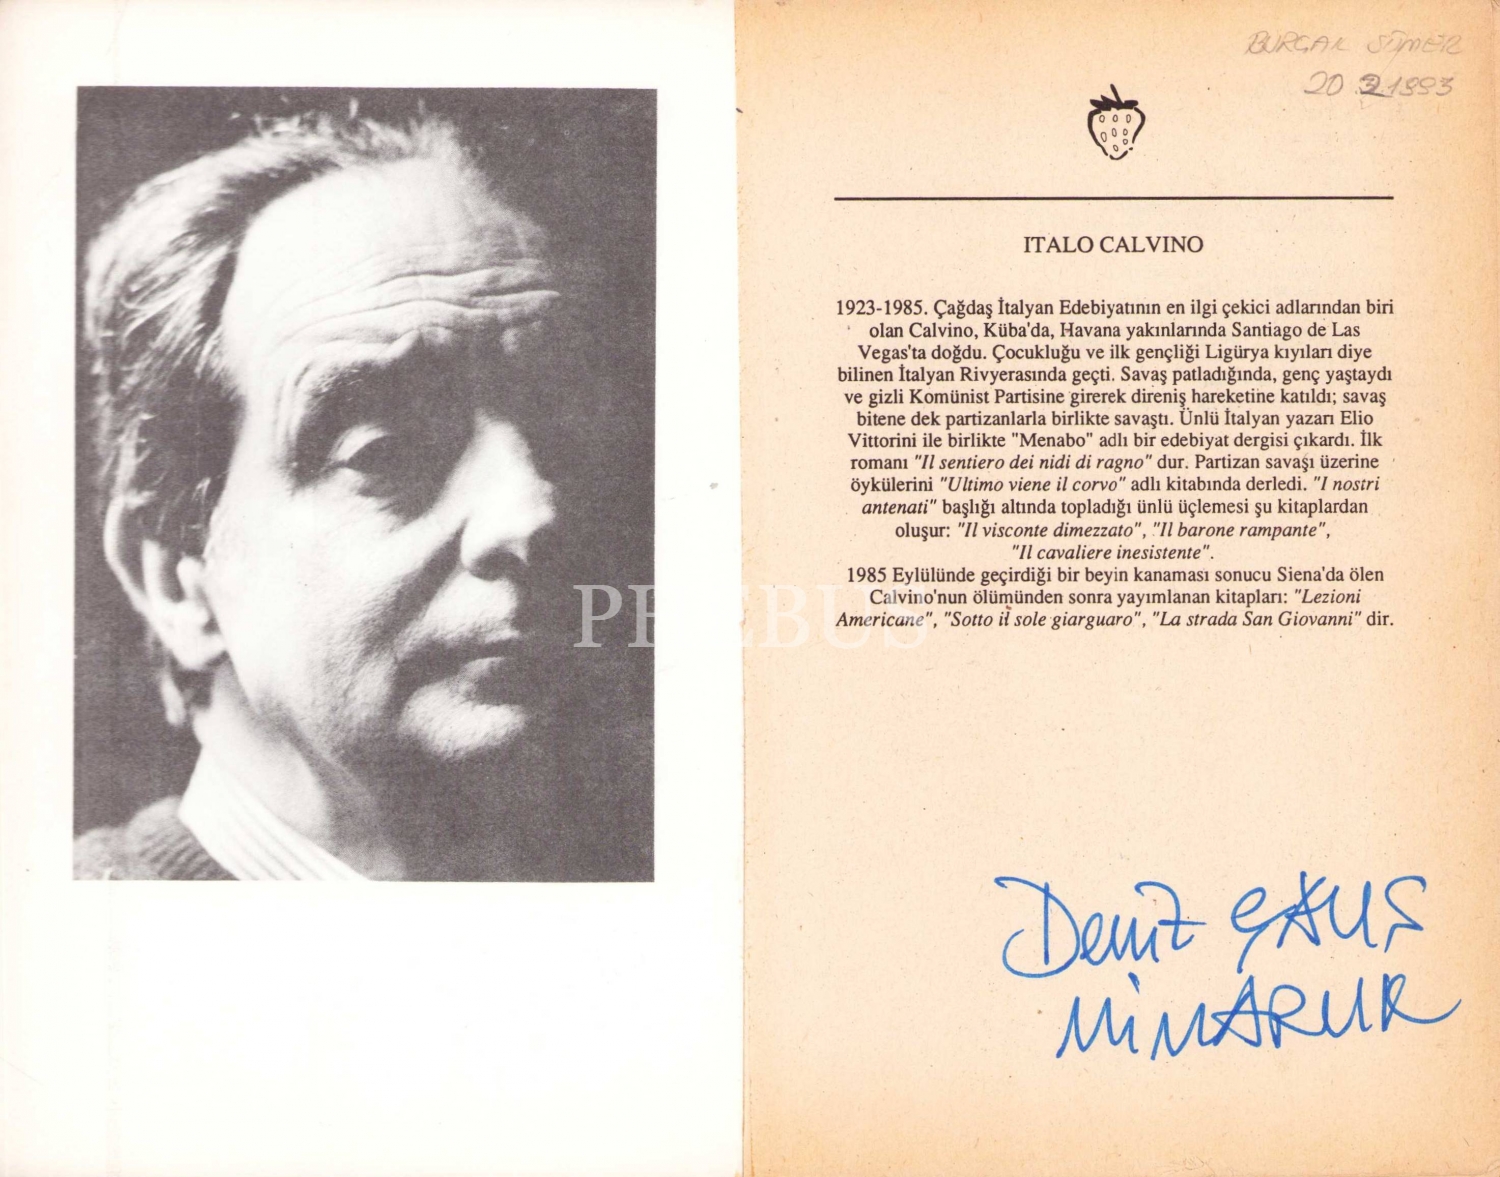 BURÇAK SÜMER
20 2 1993
ITALO CALVINO
1923-1985. Çağdaş İtalyan Edebiyatının en ilgi çekici adlarından biri
olan Calvino, Küba'da, Havana yakınlarında Santiago de Las
Vegas'ta doğdu. Çocukluğu ve ilk gençliği Ligürya kıyıları diye
bilinen İtalyan Rivyerasında geçti. Savaş patladığında, genç yaştaydı
ve gizli Komünist Partisine girerek direniş hareketine katıldı; savaş
bitene dek partizanlarla birlikte savaştı. Ünlü İtalyan yazarı Elio
Vittorini ile birlikte "Menabo" adlı bir edebiyat dergisi çıkardı. İlk
romanı "Il sentiero dei nidi di ragno" dur. Partizan savaşı üzerine
öykülerini "Ultimo viene il corvo" adlı kitabında derledi. "I nostri
antenati" başlığı altında topladığı ünlü üçlemesi şu kitaplardan
oluşur: "Il visconte dimezzato", "Il barone rampante",
"Il cavaliere inesistente".
1985 Eylülünde geçirdiği bir beyin kanaması sonucu Siena'da ölen
Calvino'nun ölümünden sonra yayımlanan kitapları: "Lezioni
Americane", "Sotto il sole giarguaro", "La strada San Giovanni" dir.
PHEBUS
Deniz ÇAKIŞ